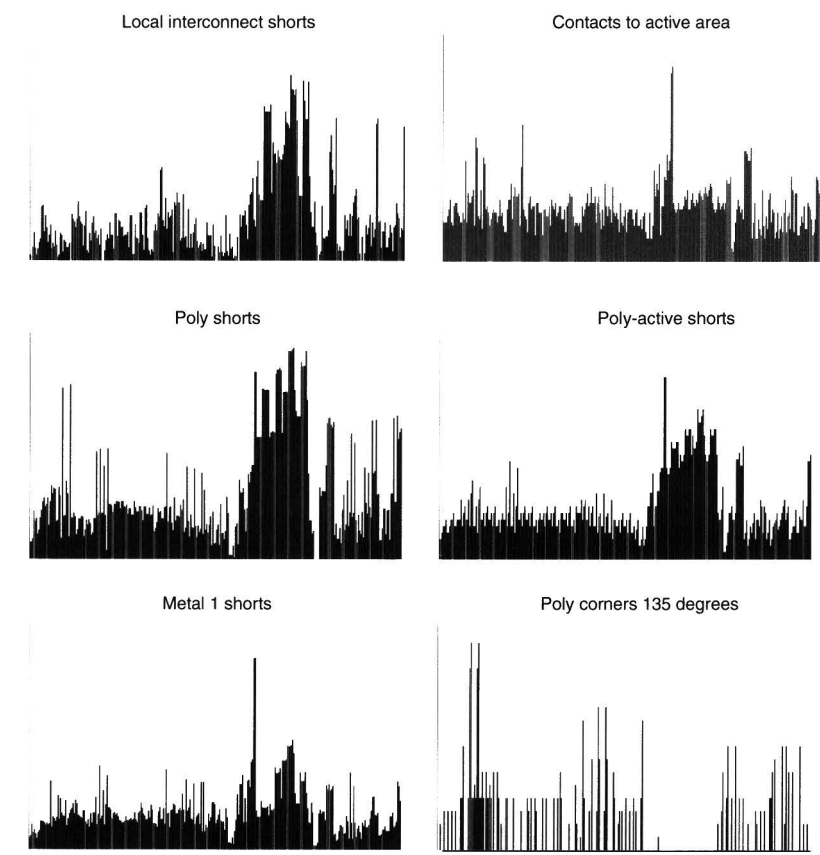 Local interconnect shorts
Contacts to active area
Poly shorts
Poly-active shorts
Metal 1 shorts
Poly corners 135 degrees